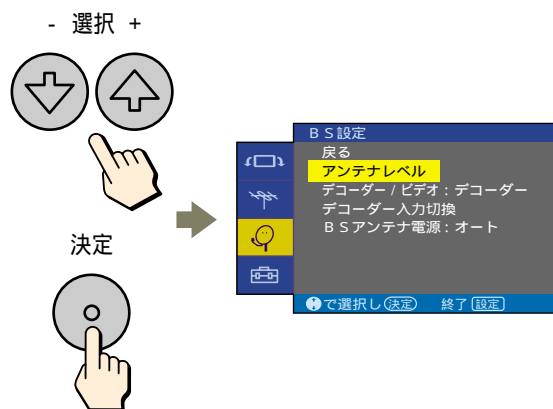 - 選択 +
決定
ＢＳ設定
戻る
アンテナレベル
デコーダー / ビデオ：デコーダー
デコーダー入力切換
ＢＳアンテナ電源：オート
で選択し 決定 終了 設定